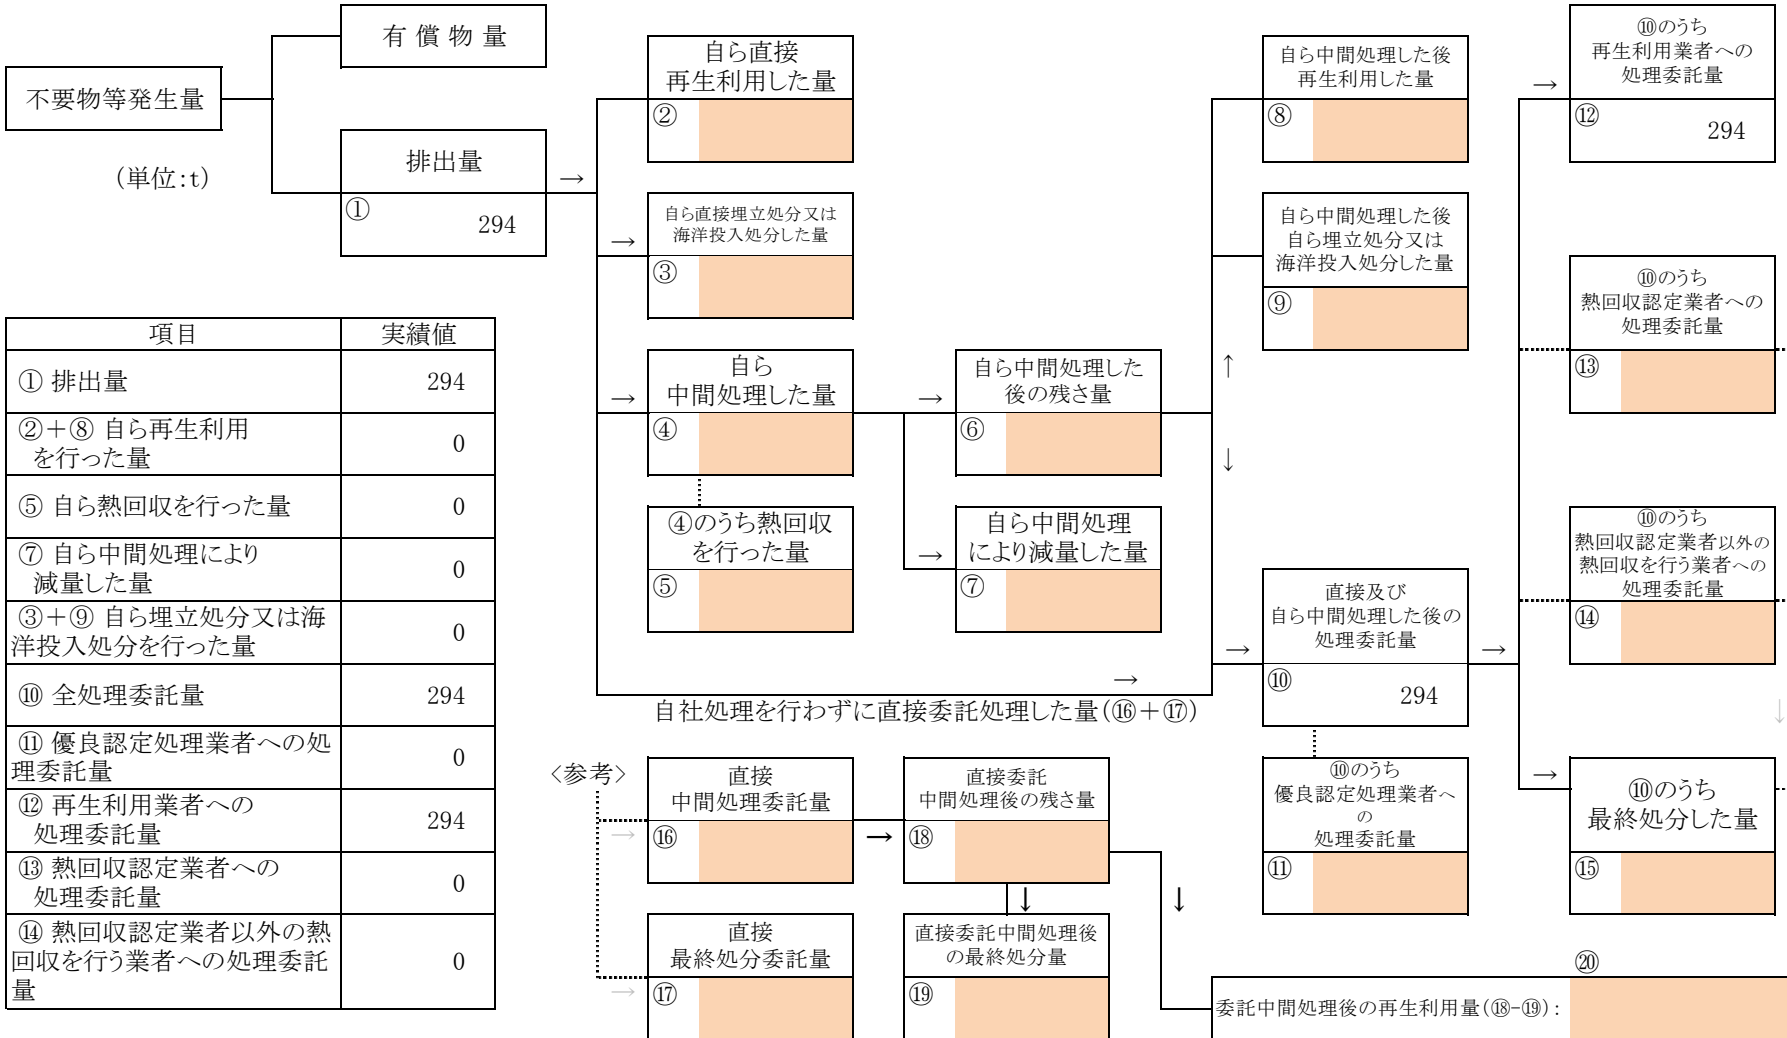 有償物量
不要物等発生量
(単位:t)
排出量
①
294
→
自ら直接
再生利用した量
②
自ら直接埋立処分又は
海洋投入処分した量
→
③
自ら
中間処理した量
→
④
④のうち熱回収
を行った量
⑤
自ら中間処理した
後の残さ量
→
⑥
自ら中間処理
により減量した量
→
⑦
自ら中間処理した後
再生利用した量
⑧
自ら中間処理した後
自ら埋立処分又は
海洋投入処分した量
⑨
↑
↓
直接及び
自ら中間処理した後の
処理委託量
→
⑩
294
→
→
自社処理を行わずに直接委託処理した量(⑯+⑰)
⑩のうち
優良認定処理業者へ
の
処理委託量
⑪
⑩のうち
再生利用業者への
処理委託量
→
⑫
294
⑩のうち
熱回収認定業者への
処理委託量
⑬
⑩のうち
熱回収認定業者以外の
熱回収を行う業者への
処理委託量
⑭
↓
⑩のうち
最終処分した量
→
⑮
項目 実績値
① 排出量 294
②+⑧ 自ら再生利用
を行った量 0
⑤ 自ら熱回収を行った量 0
⑦ 自ら中間処理により
減量した量 0
③+⑨ 自ら埋立処分又は海
洋投入処分を行った量 0
⑩ 全処理委託量 294
⑪ 優良認定処理業者への処
理委託量 0
⑫ 再生利用業者への
処理委託量 294
⑬ 熱回収認定業者への
処理委託量 0
⑭ 熱回収認定業者以外の熱
回収を行う業者への処理委託
量 0
<参考>
直接
中間処理委託量
→
⑯
直接
最終処分委託量
→
⑰
直接委託
中間処理後の残さ量
→
⑱
↓
↓
直接委託中間処理後
の最終処分量
⑲
⑳
委託中間処理後の再生利用量(⑱-⑲):